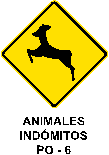 ANIMALES
INDÓMITOS
PO - 6